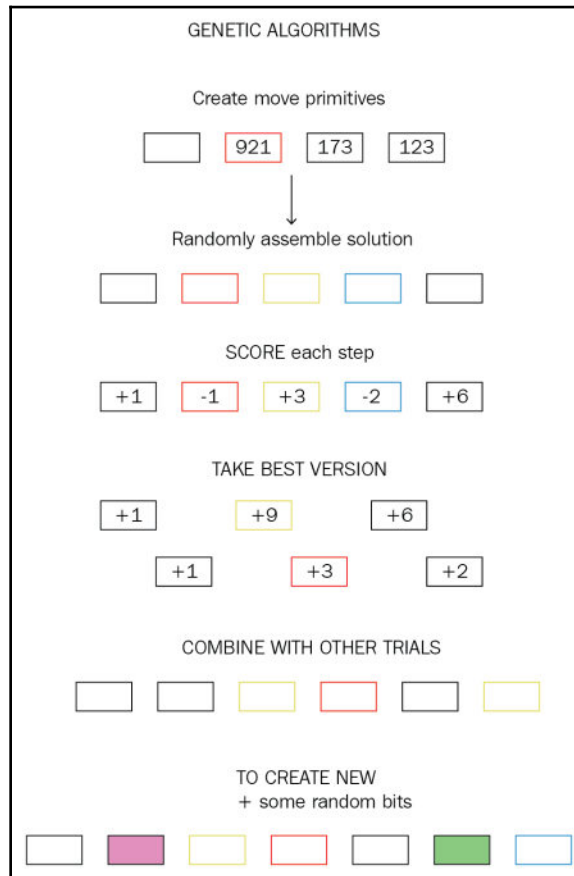 GENETIC ALGORITHMS
Create move primitives
921 173 123
Randomly assemble solution
SCORE each step
+1 -1 +3 -2 +6
TAKE BEST VERSION
+1 +9 +6
+1 +3 +2
COMBINE WITH OTHER TRIALS
TO CREATE NEW
+ some random bits